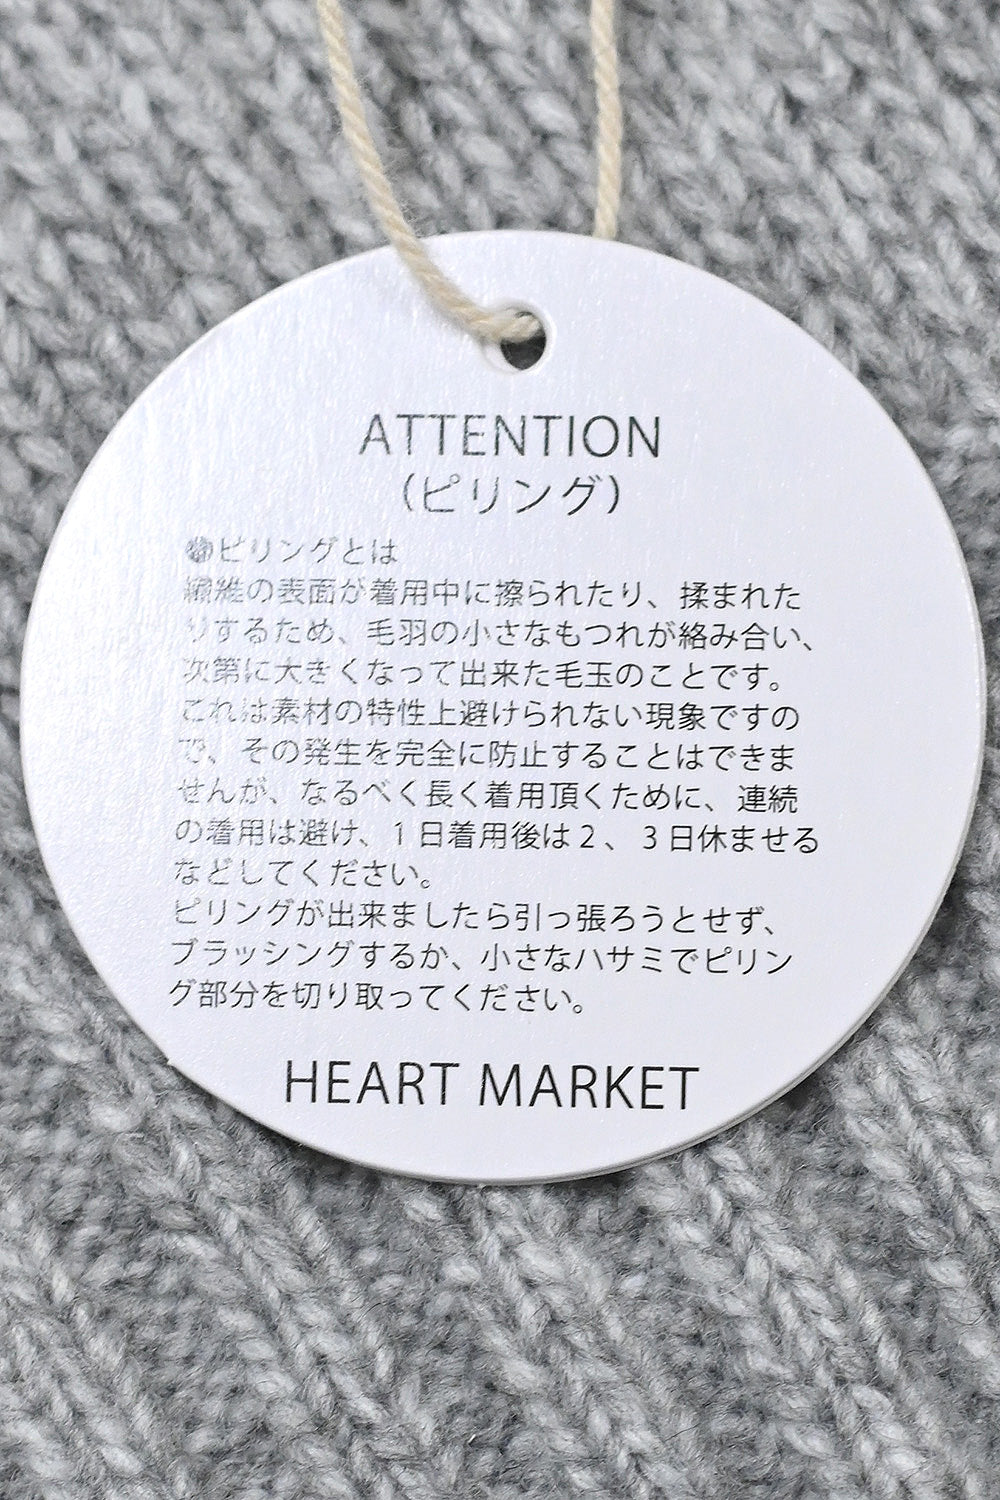 ATTENTION
(ピリング)
●ピリングとは
繊維の表面が着用中に擦られたり、揉まれた
りするため、毛羽の小さなもつれが絡み合い、
次第に大きくなって出来た毛玉のことです。
これは素材の特性上避けられない現象ですの
で、その発生を完全に防止することはできま
せんが、なるべく長く着用頂くために、連続
の着用は避け、1日着用後は2、3日休ませる
などしてください。
ピリングが出来ましたら引っ張ろうとせず、
ブラッシングするか、小さなハサミでピリン
グ部分を切り取ってください。
HEART MARKET